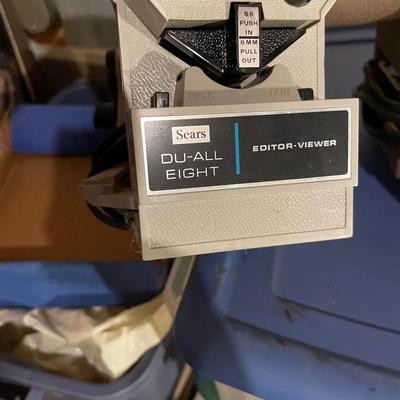 S8
PUSH
IN
8MM
PULL
OUT
Sears
DU-ALL
EIGHT
EDITOR-VIEWER